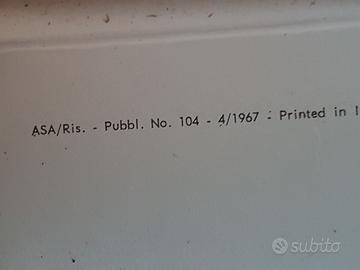 ASA/Ris. - Pubbl. No. 104 - 4/1967 - Printed in I
subito